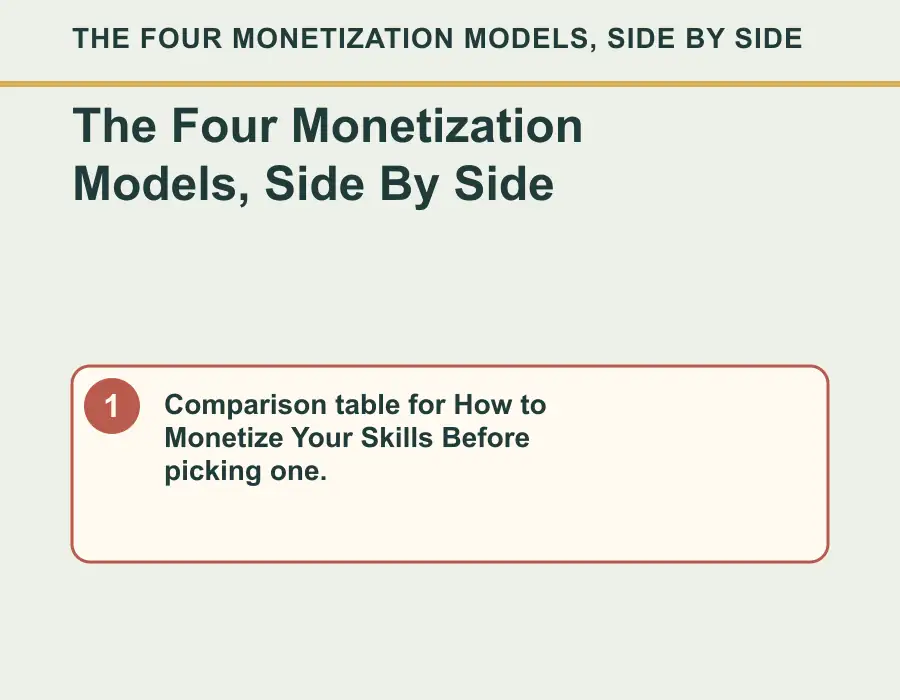 THE FOUR MONETIZATION MODELS, SIDE BY SIDE
The Four Monetization
Models, Side By Side
1
Comparison table for How to
Monetize Your Skills Before
picking one.